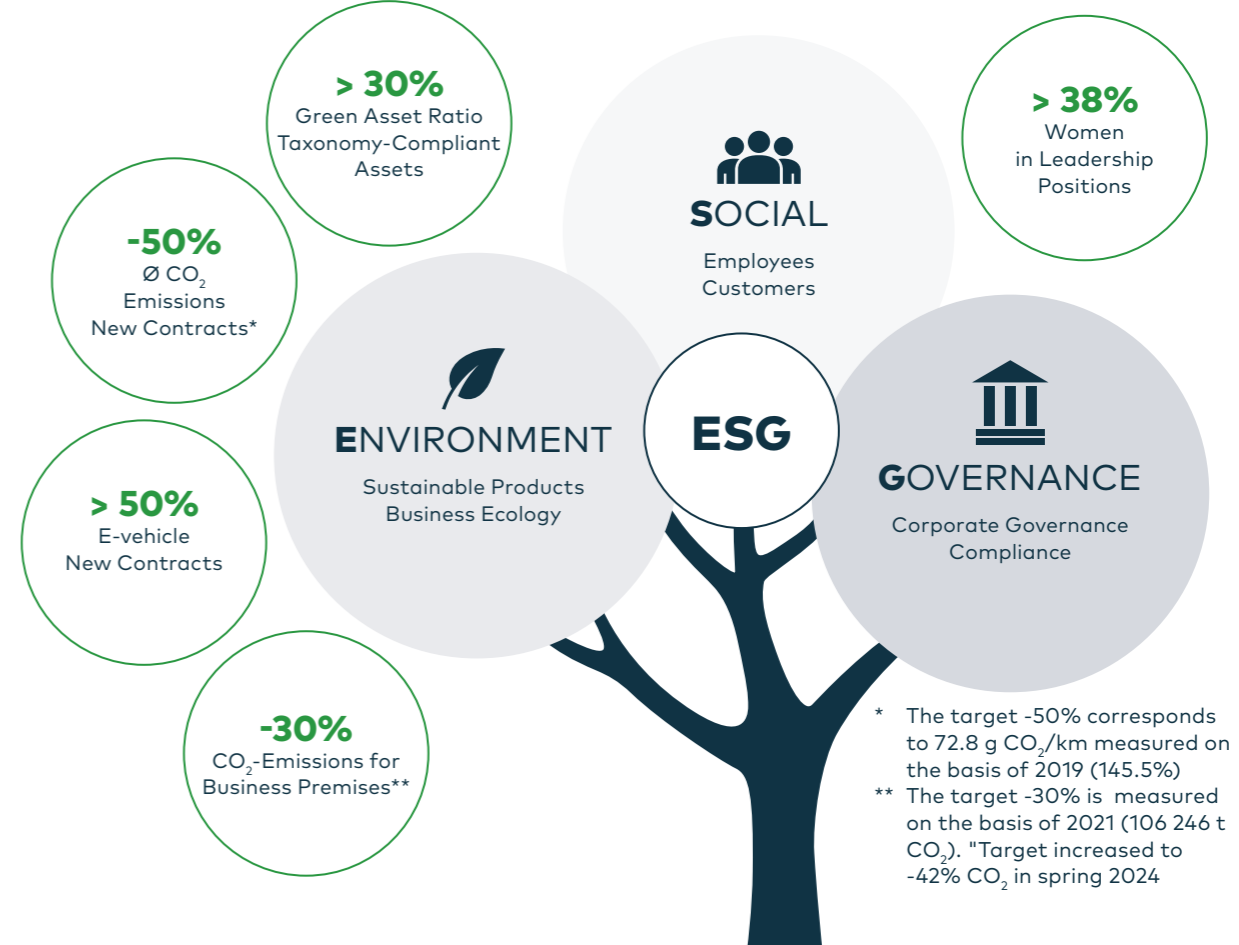 > 30%
Green Asset Ratio
Taxonomy-Compliant
Assets
> 38%
Women
in Leadership
Positions
SOCIAL
Employees
Customers
-50%
Ø CO₂
Emissions
New Contracts*
ENVIRONMENT
Sustainable Products
Business Ecology
ESG
GOVERNANCE
Corporate Governance
Compliance
> 50%
E-vehicle
New Contracts
-30%
CO₂-Emissions for
Business Premises**
* The target -50% corresponds
to 72.8 g CO₂/km measured on
the basis of 2019 (145.5%)
** The target -30% is measured
on the basis of 2021 (106 246 t
CO₂). "Target increased to
-42% CO₂ in spring 2024